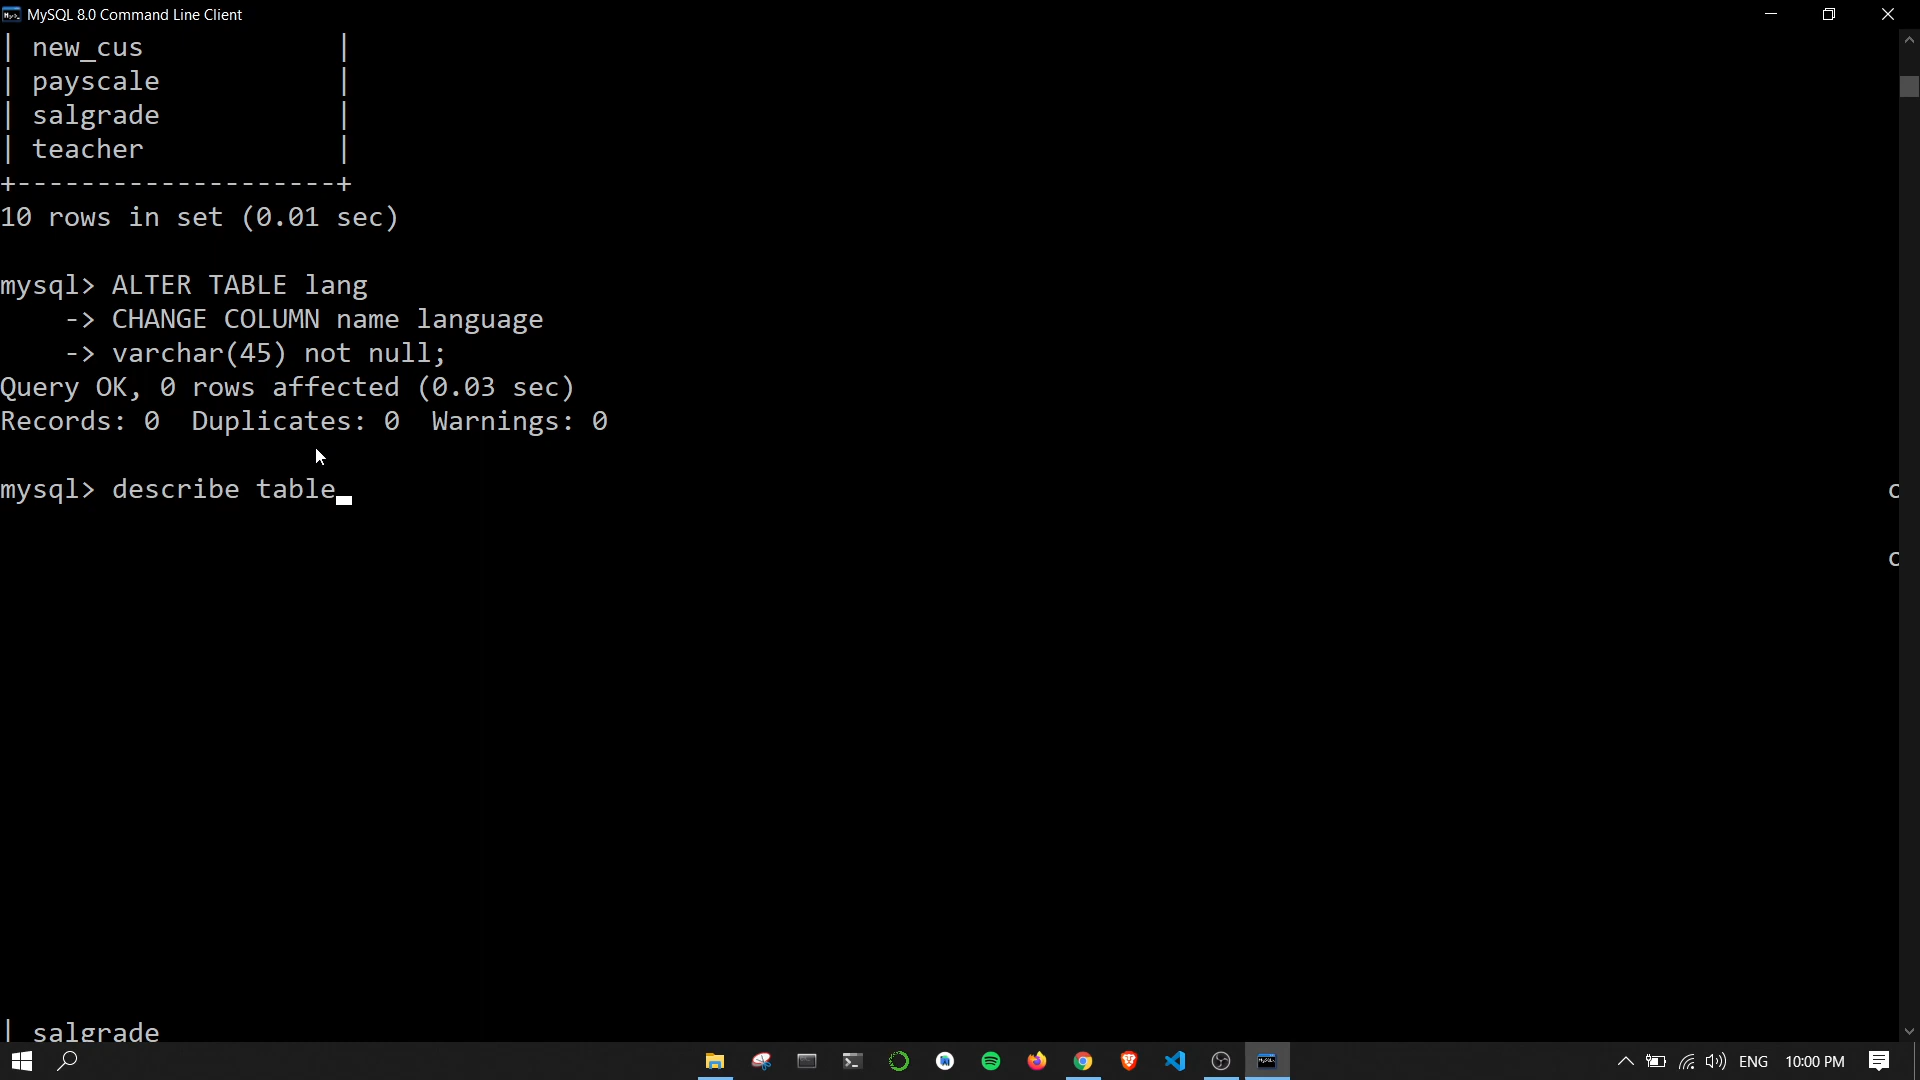 MySQL 8.0 Command Line Client
| new_cus |
| payscale |
| salgrade |
| teacher |
+--------------------+
10 rows in set (0.01 sec)
mysql> ALTER TABLE lang
-> CHANGE COLUMN name language
-> varchar(45) not null;
Query OK, 0 rows affected (0.03 sec)
Records: 0 Duplicates: 0 Warnings: 0
mysql> describe table
c
c
| salgrade
ENG 10:00 PM